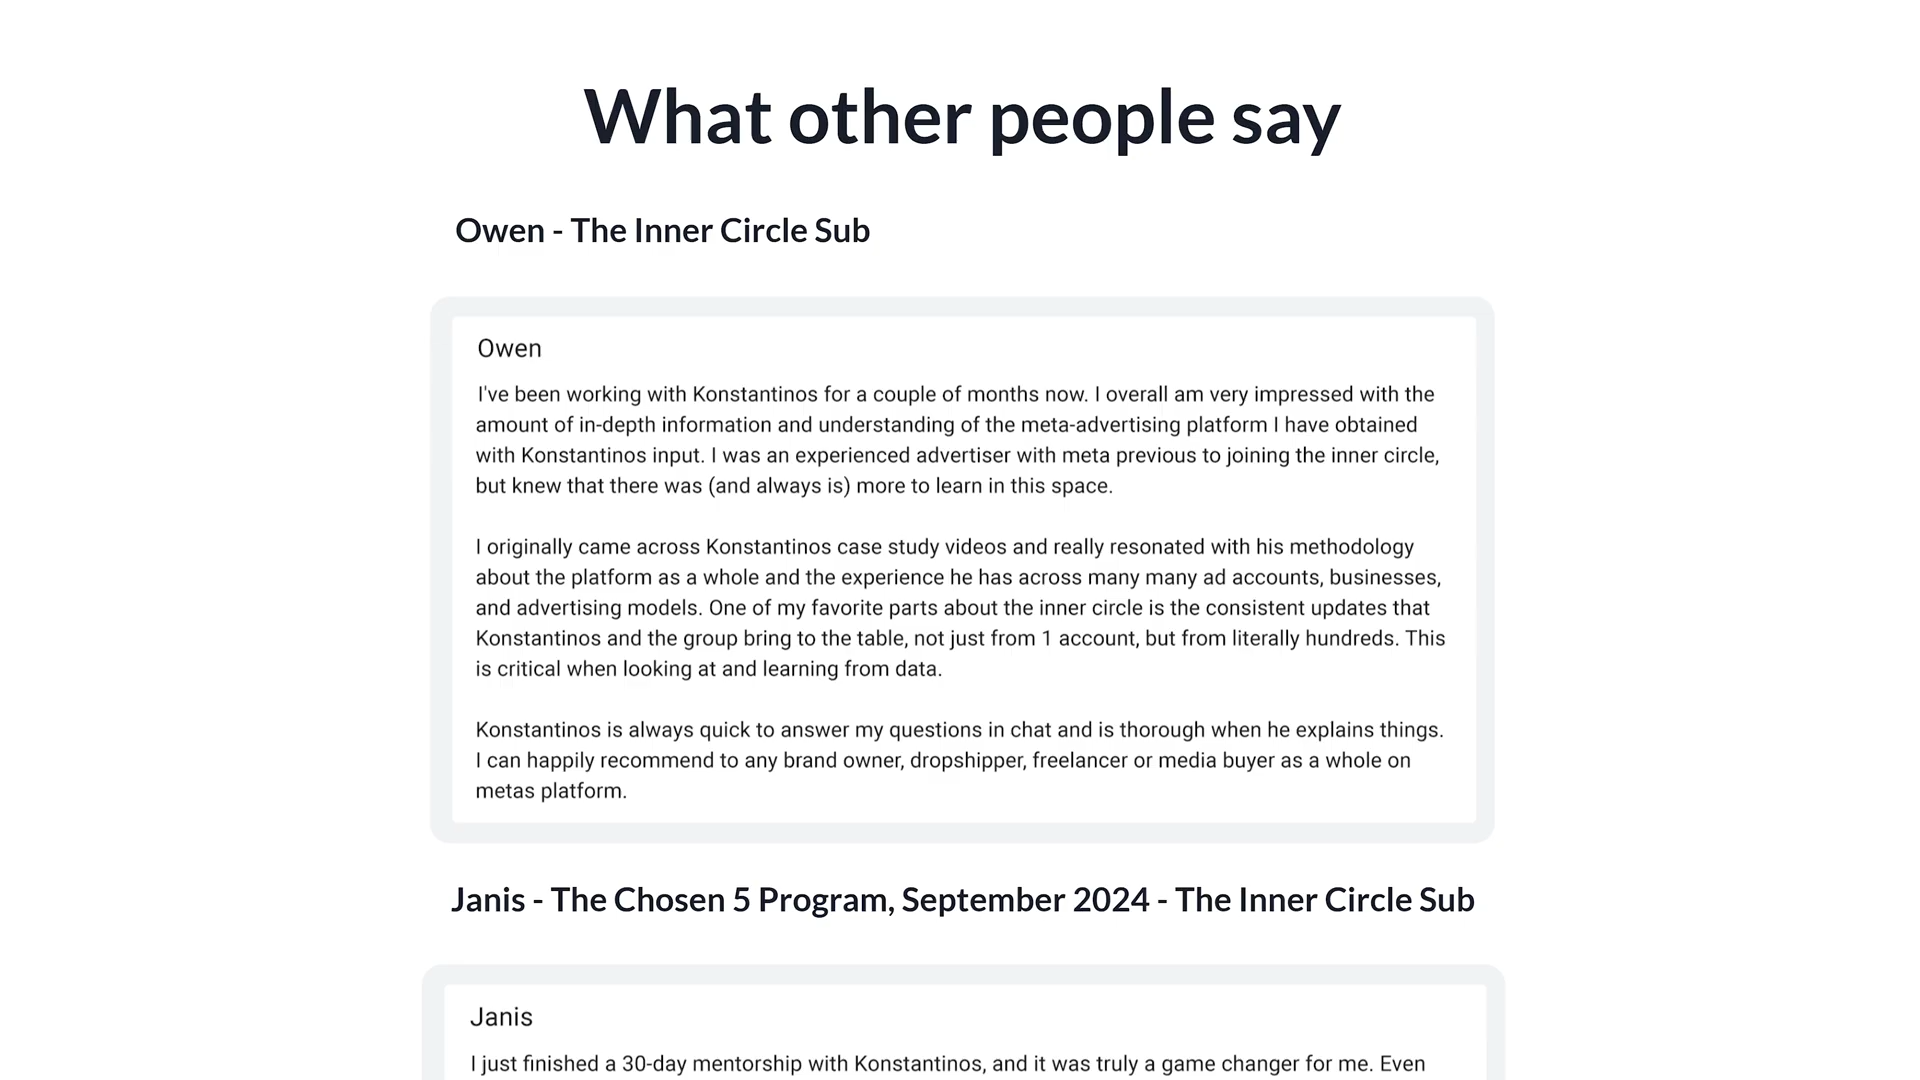 What other people say
Owen - The Inner Circle Sub
Owen
I've been working with Konstantinos for a couple of months now. I overall am very impressed with the
amount of in-depth information and understanding of the meta-advertising platform I have obtained
with Konstantinos input. I was an experienced advertiser with meta previous to joining the inner circle,
but knew that there was (and always is) more to learn in this space.
I originally came across Konstantinos case study videos and really resonated with his methodology
about the platform as a whole and the experience he has across many many ad accounts, businesses,
and advertising models. One of my favorite parts about the inner circle is the consistent updates that
Konstantinos and the group bring to the table, not just from 1 account, but from literally hundreds. This
is critical when looking at and learning from data.
Konstantinos is always quick to answer my questions in chat and is thorough when he explains things.
I can happily recommend to any brand owner, dropshipper, freelancer or media buyer as a whole on
metas platform.
Janis - The Chosen 5 Program, September 2024 - The Inner Circle Sub
Janis
I just finished a 30-day mentorship with Konstantinos, and it was truly a game changer for me. Even